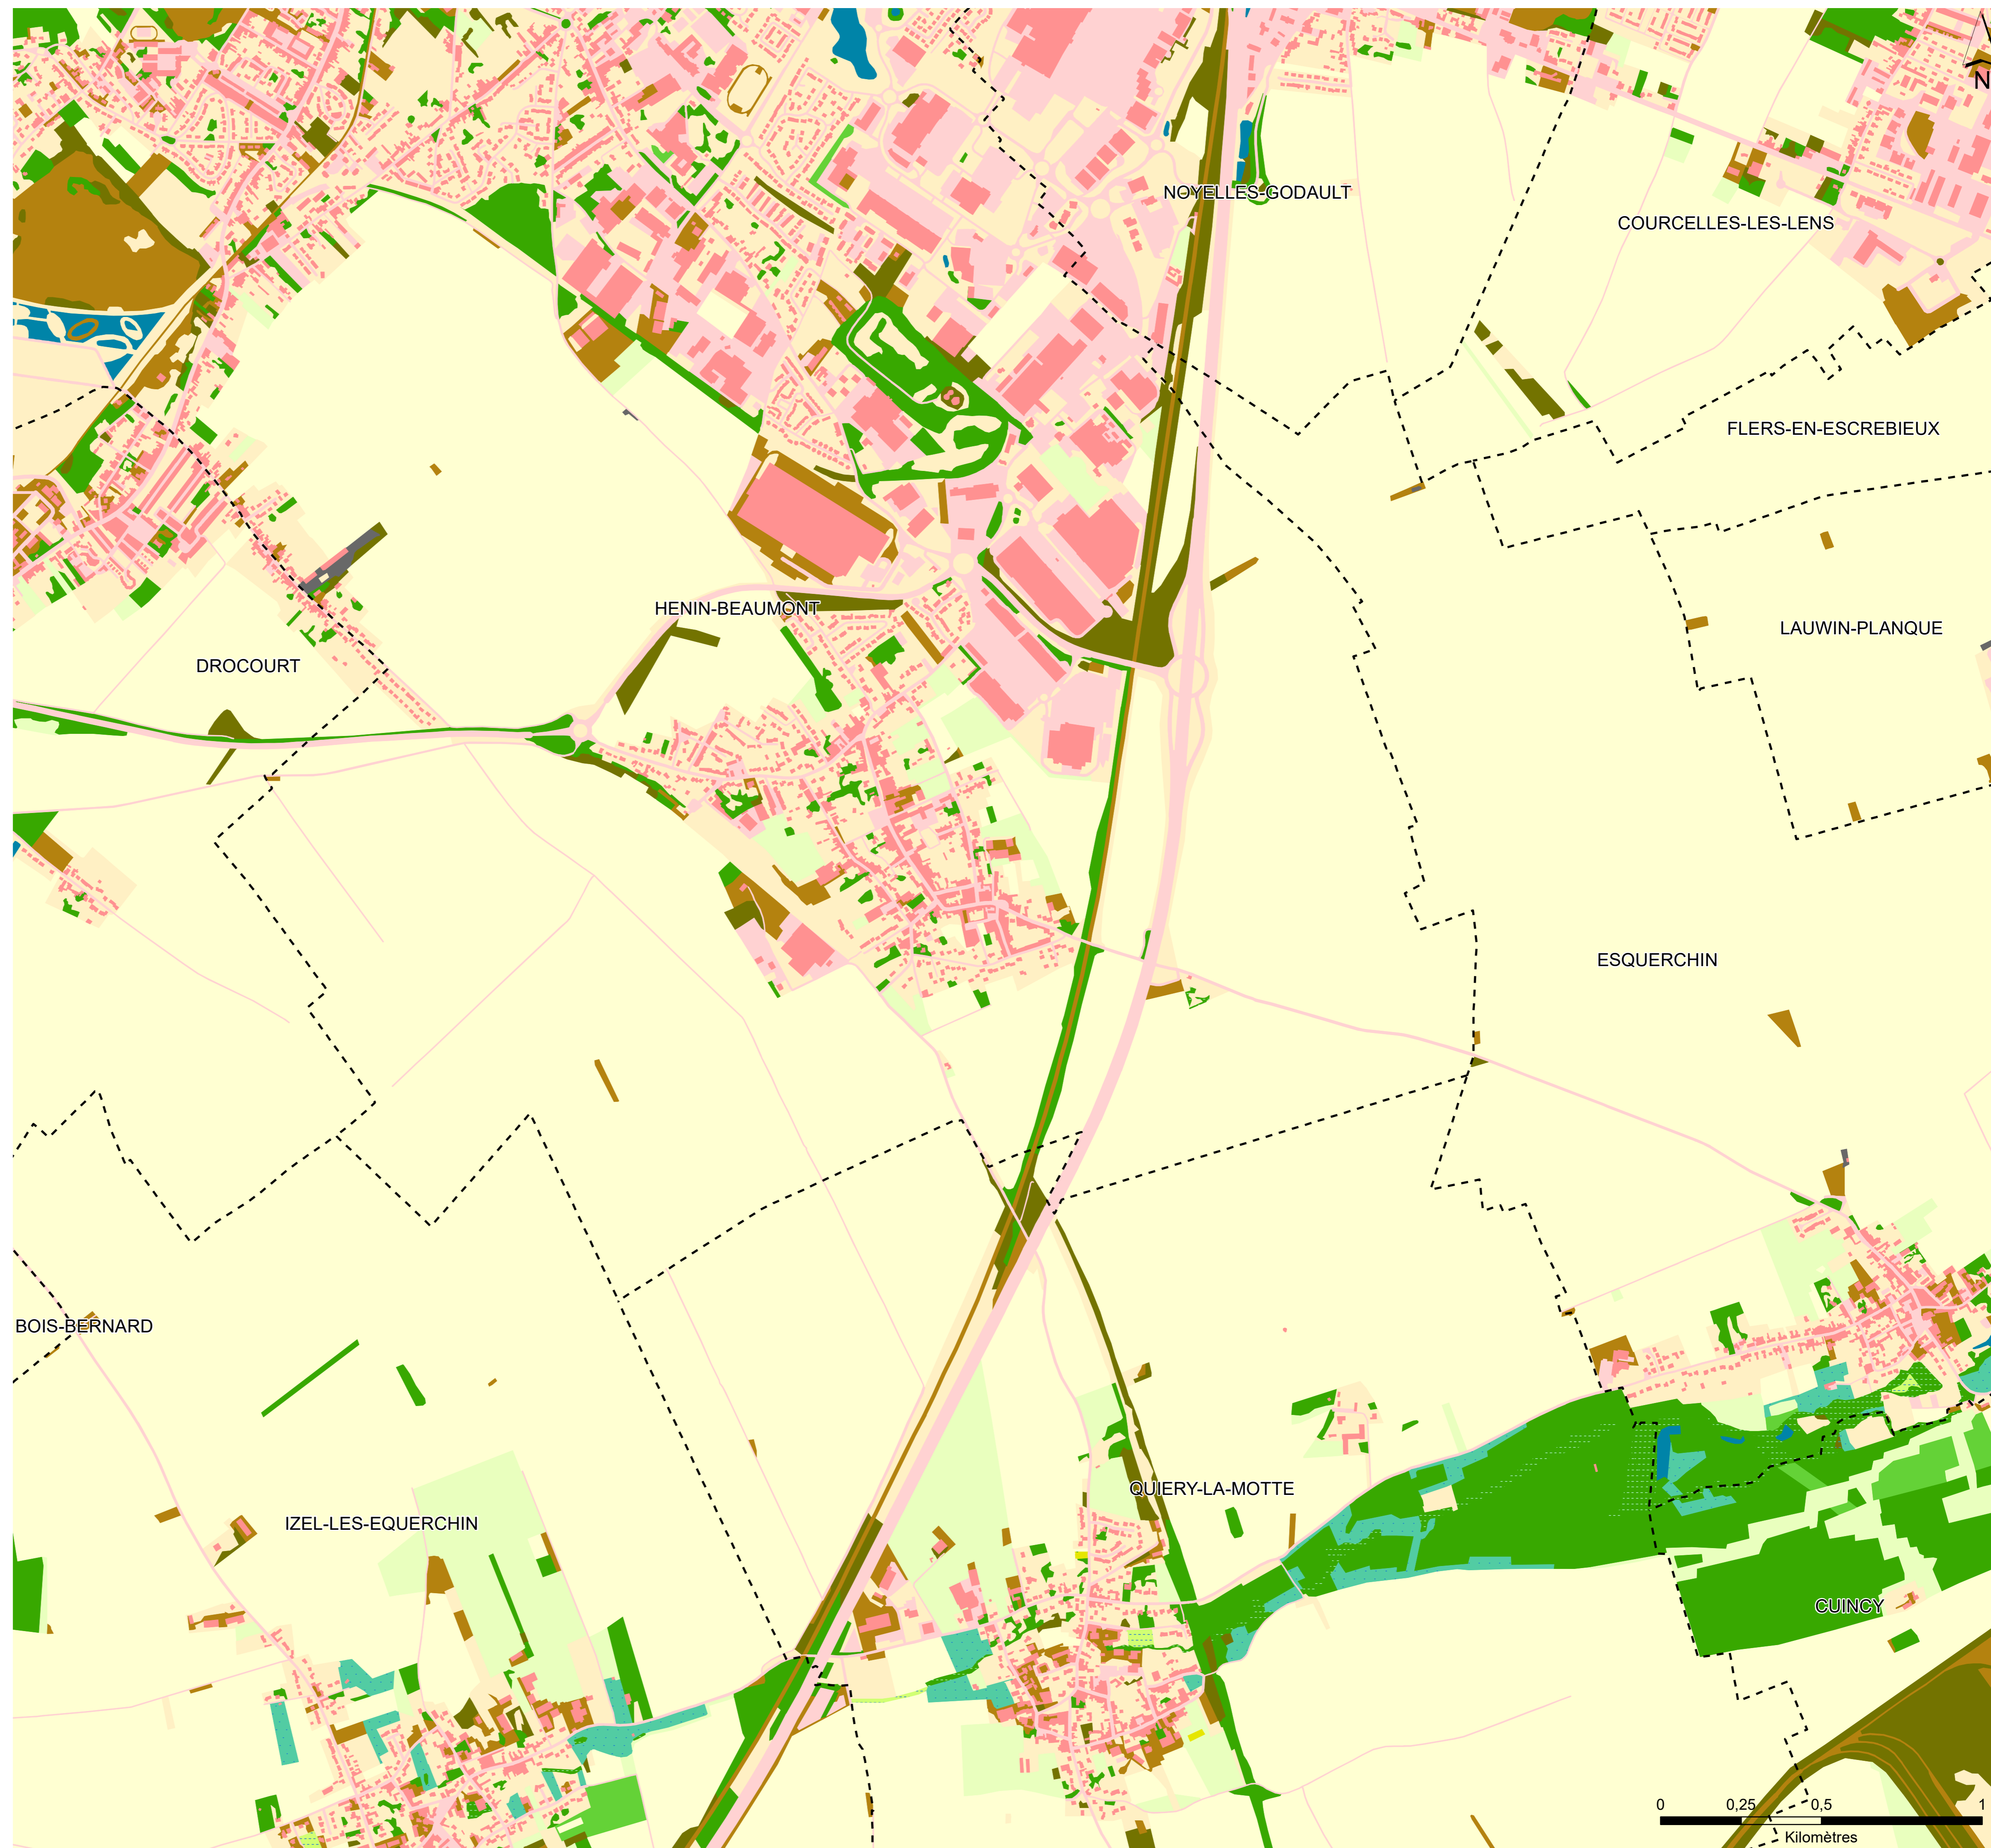 N
NOYELLES-GODAULT
COURCELLES-LES-LENS
FLERS-EN-ESCREBIEUX
HENIN-BEAUMONT
LAUWIN-PLANQUE
DROCOURT
ESQUERCHIN
BOIS-BERNARD
QUIERY-LA-MOTTE
IZEL-LES-EQUERCHIN
CUINCY
0 0,25 0,5 1
Kilomètres